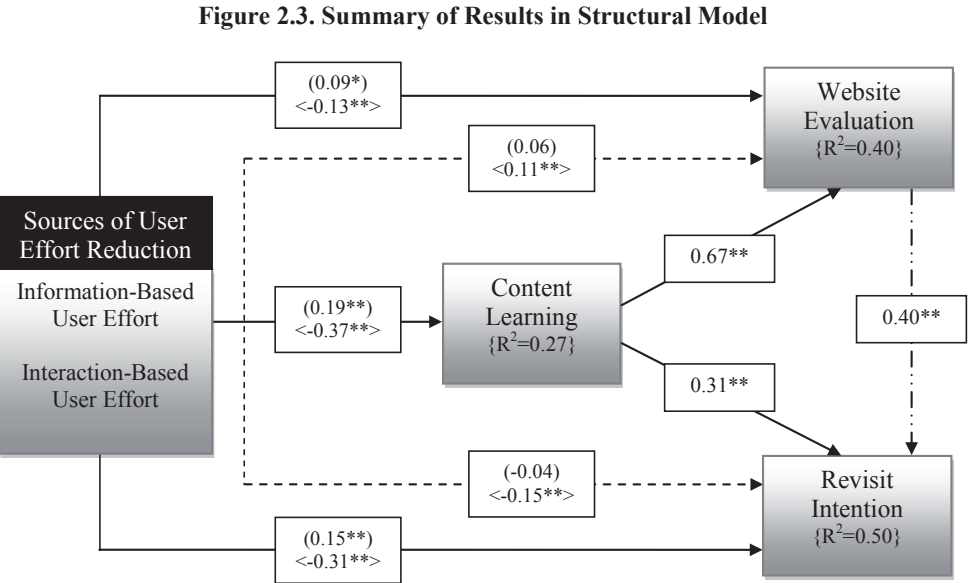 Figure 2.3. Summary of Results in Structural Model
(0.09*)
<-0.13**>
Website
Evaluation
{R²=0.40}
(0.06)
<0.11**>
Sources of User
Effort Reduction
Information-Based
User Effort
Interaction-Based
User Effort
(0.19**)
<-0.37**>
Content
Learning
{R²=0.27}
0.67**
0.40**
0.31**
(-0.04)
<-0.15**>
Revisit
Intention
{R²=0.50}
(0.15**)
<-0.31**>